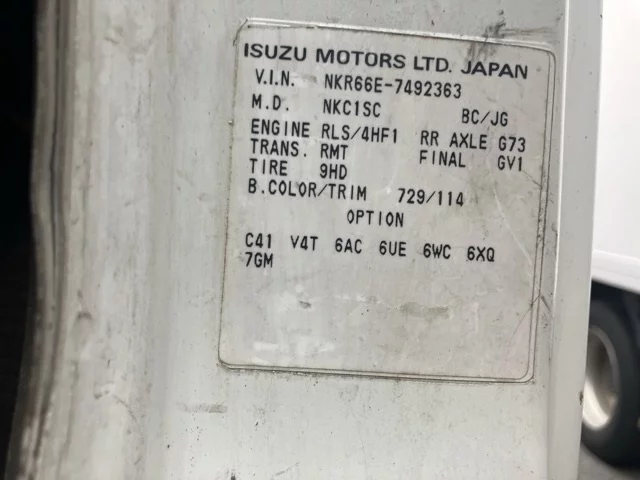 ISUZU MOTORS LTD. JAPAN
V.I.N. NKR66E-7492363
M.D. NKC1SC BC/JG
ENGINE RLS/4HF1 RR AXLE G73
TRANS. RMT FINAL GV1
TIRE 9HD
B.COLOR/TRIM 729/114
OPTION
C41 V4T 6AC 6UE 6WC 6XQ
7GM